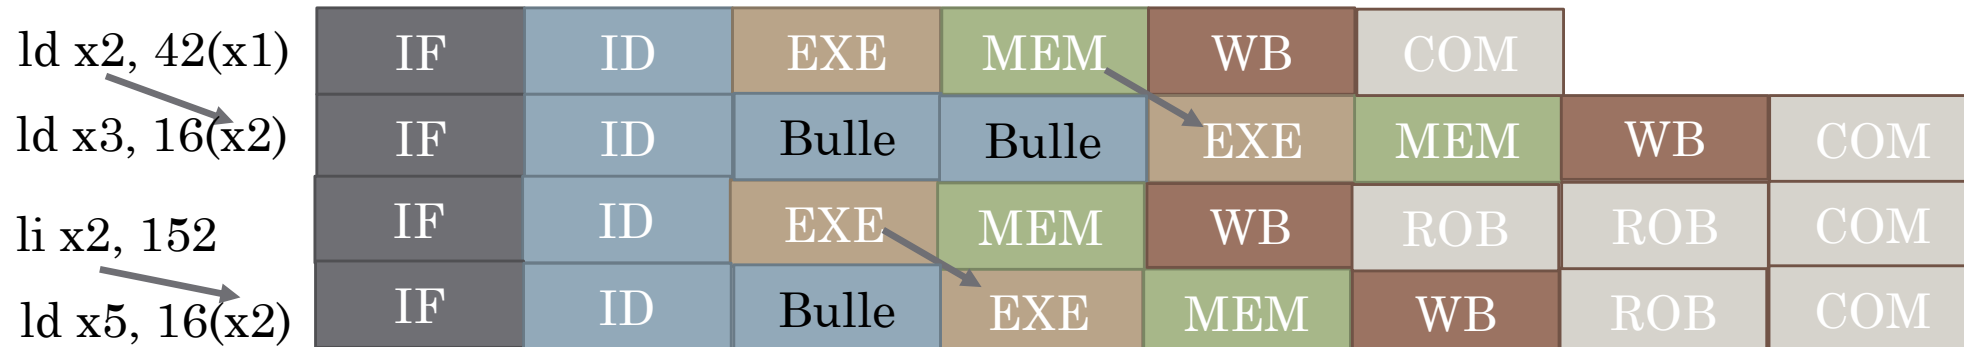 ld x2, 42(x1) IF ID EXE MEM WB COM
ld x3, 16(x2) IF ID Bulle Bulle EXE MEM WB COM
li x2, 152 IF ID EXE MEM WB ROB ROB COM
ld x5, 16(x2) IF ID Bulle EXE MEM WB ROB COM